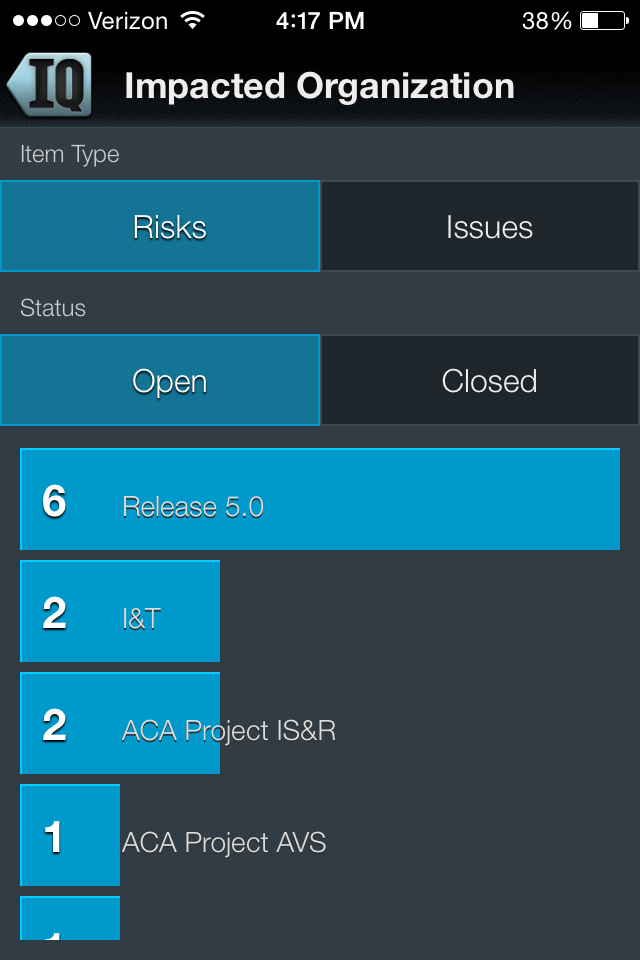 Verizon 4:17 PM 38%
IQ Impacted Organization
Item Type
Risks Issues
Status
Open Closed
6 Release 5.0
2 I&T
2 ACA Project IS&R
1 ACA Project AVS
1